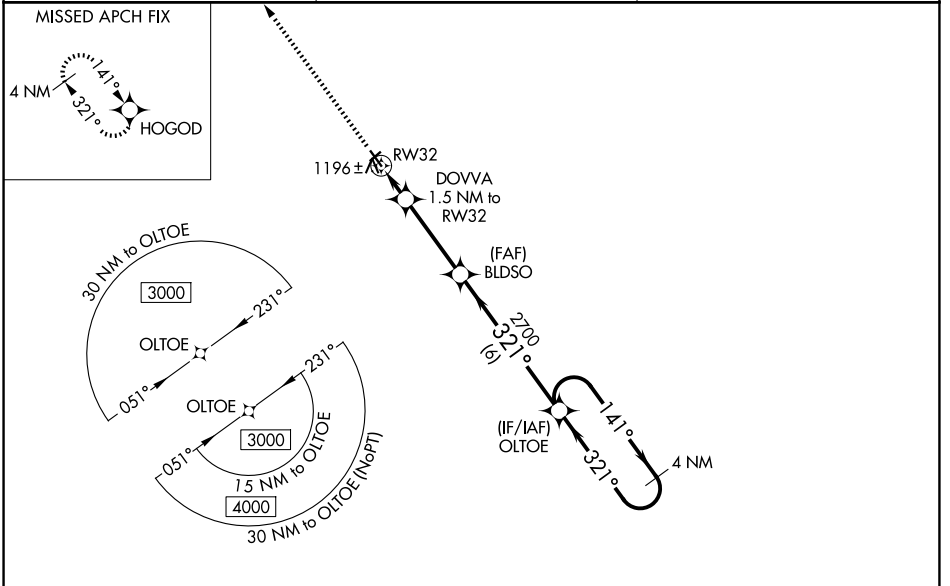 MISSED APCH FIX
4 NM
141°
321°
HOGOD
1196 ±
RW32
DOVVA
1.5 NM to
RW32
(FAF)
BLDSO
2700
321°
(6)
(IF/IAF)
OLTOE
141°
321°
4 NM
30 NM to OLTOE
3000
231°
OLTOE
051°
231°
OLTOE
051°
3000
15 NM to OLTOE
4000
30 NM to OLTOE (NoPT)